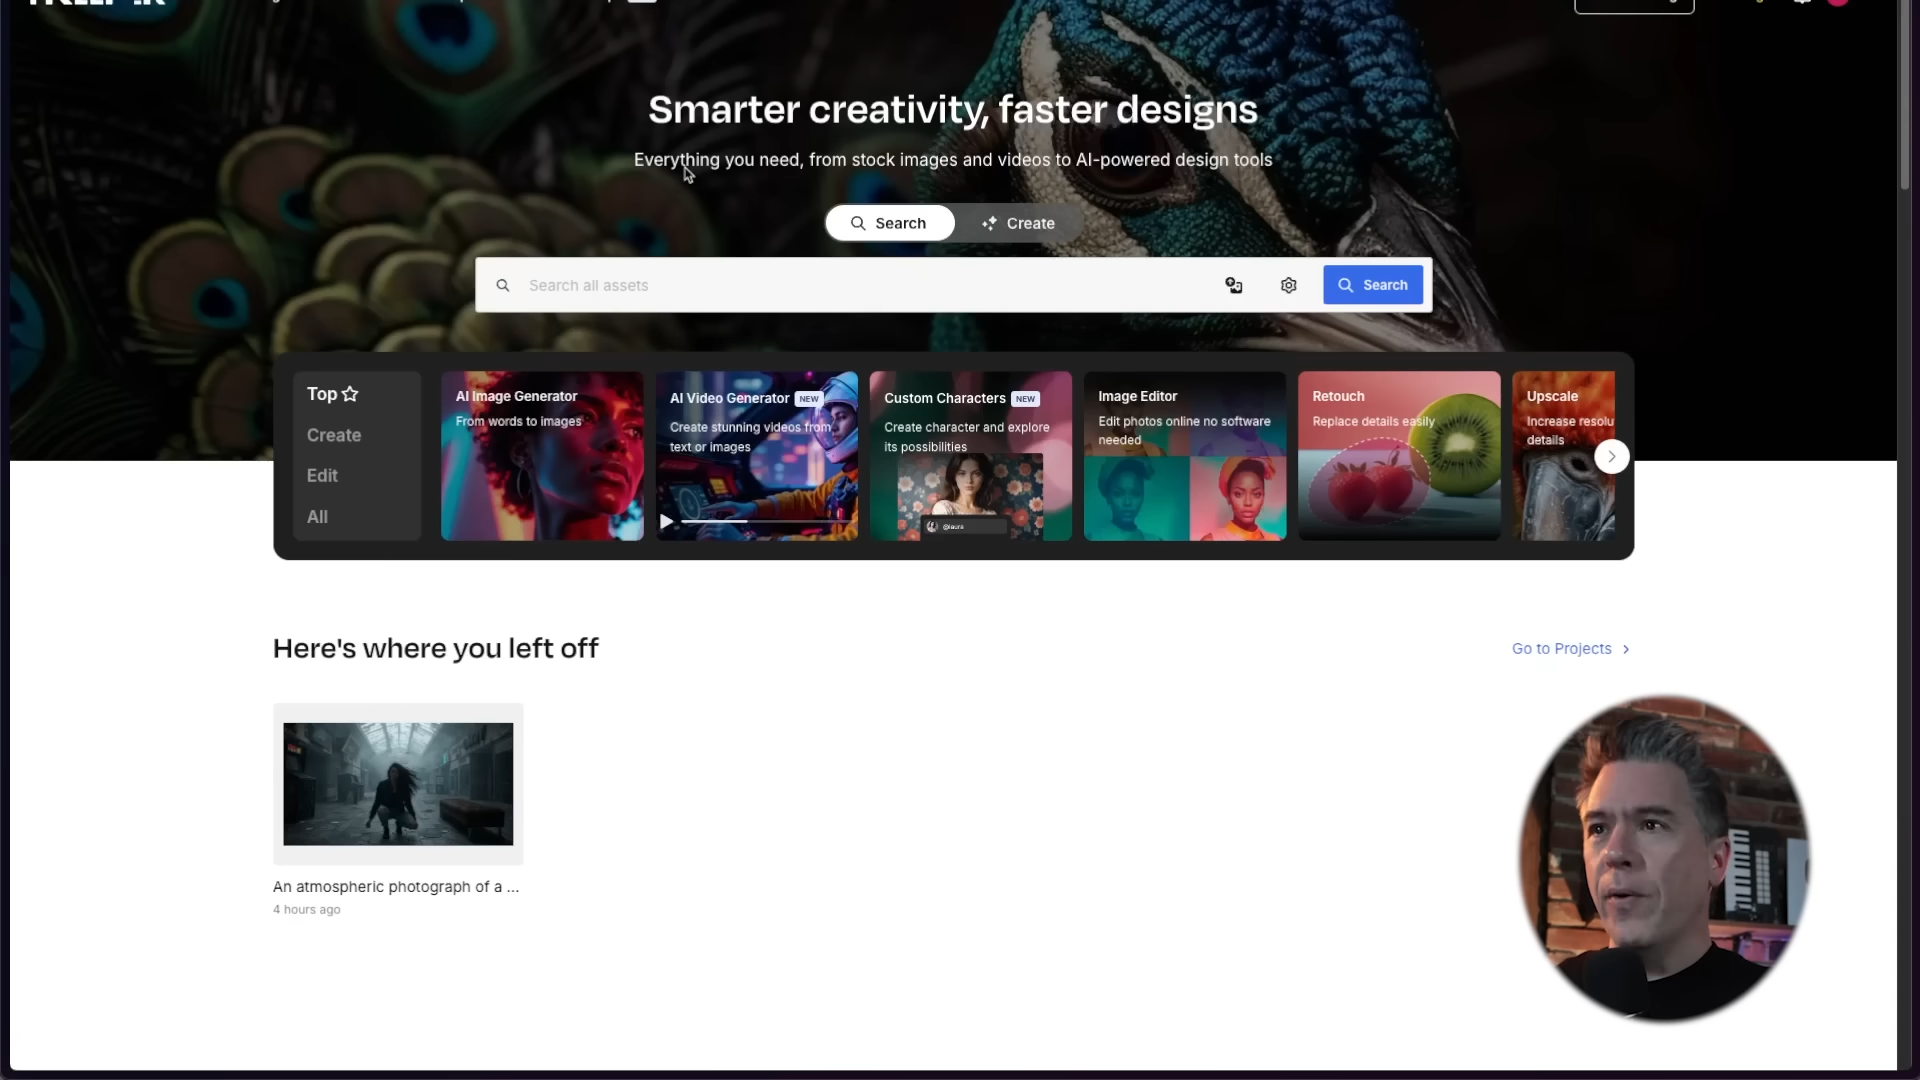 Smarter creativity, faster designs
Everything you need, from stock images and videos to AI-powered design tools
Search
Create
Search all assets
Search
Top
Create
Edit
All
AI Image Generator
From words to images
AI Video Generator NEW
Create stunning videos from
text or images
Custom Characters NEW
Create character and explore
its possibilities
@laura
Image Editor
Edit photos online no software
needed
Retouch
Replace details easily
Upscale
Increase resolu
details
Here's where you left off
Go to Projects
An atmospheric photograph of a ...
4 hours ago